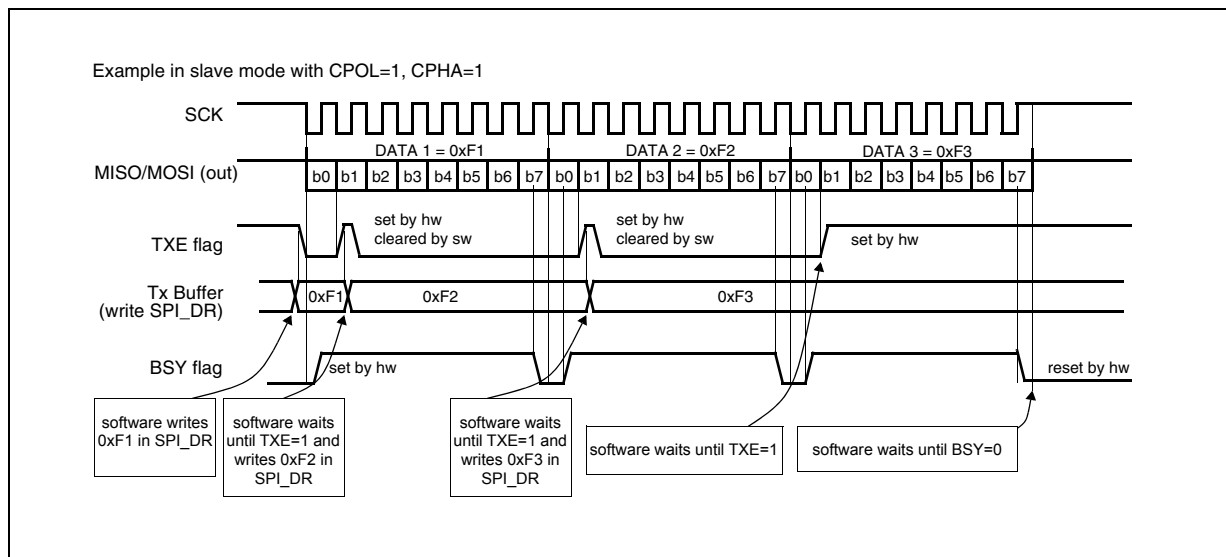 Example in slave mode with CPOL=1, CPHA=1
SCK
DATA 1 = 0xF1
DATA 2 = 0xF2
DATA 3 = 0xF3
MISO/MOSI (out)
b0 b1 b2 b3 b4 b5 b6 b7 b0 b1 b2 b3 b4 b5 b6 b7 b0 b1 b2 b3 b4 b5 b6 b7
TXE flag
set by hw
cleared by sw
set by hw
cleared by sw
set by hw
Tx Buffer
(write SPI_DR)
0xF1
0xF2
0xF3
BSY flag
set by hw
reset by hw
software writes
0xF1 in SPI_DR
software waits
until TXE=1 and
writes 0xF2 in
SPI_DR
software waits
until TXE=1 and
writes 0xF3 in
SPI_DR
software waits until TXE=1
software waits until BSY=0